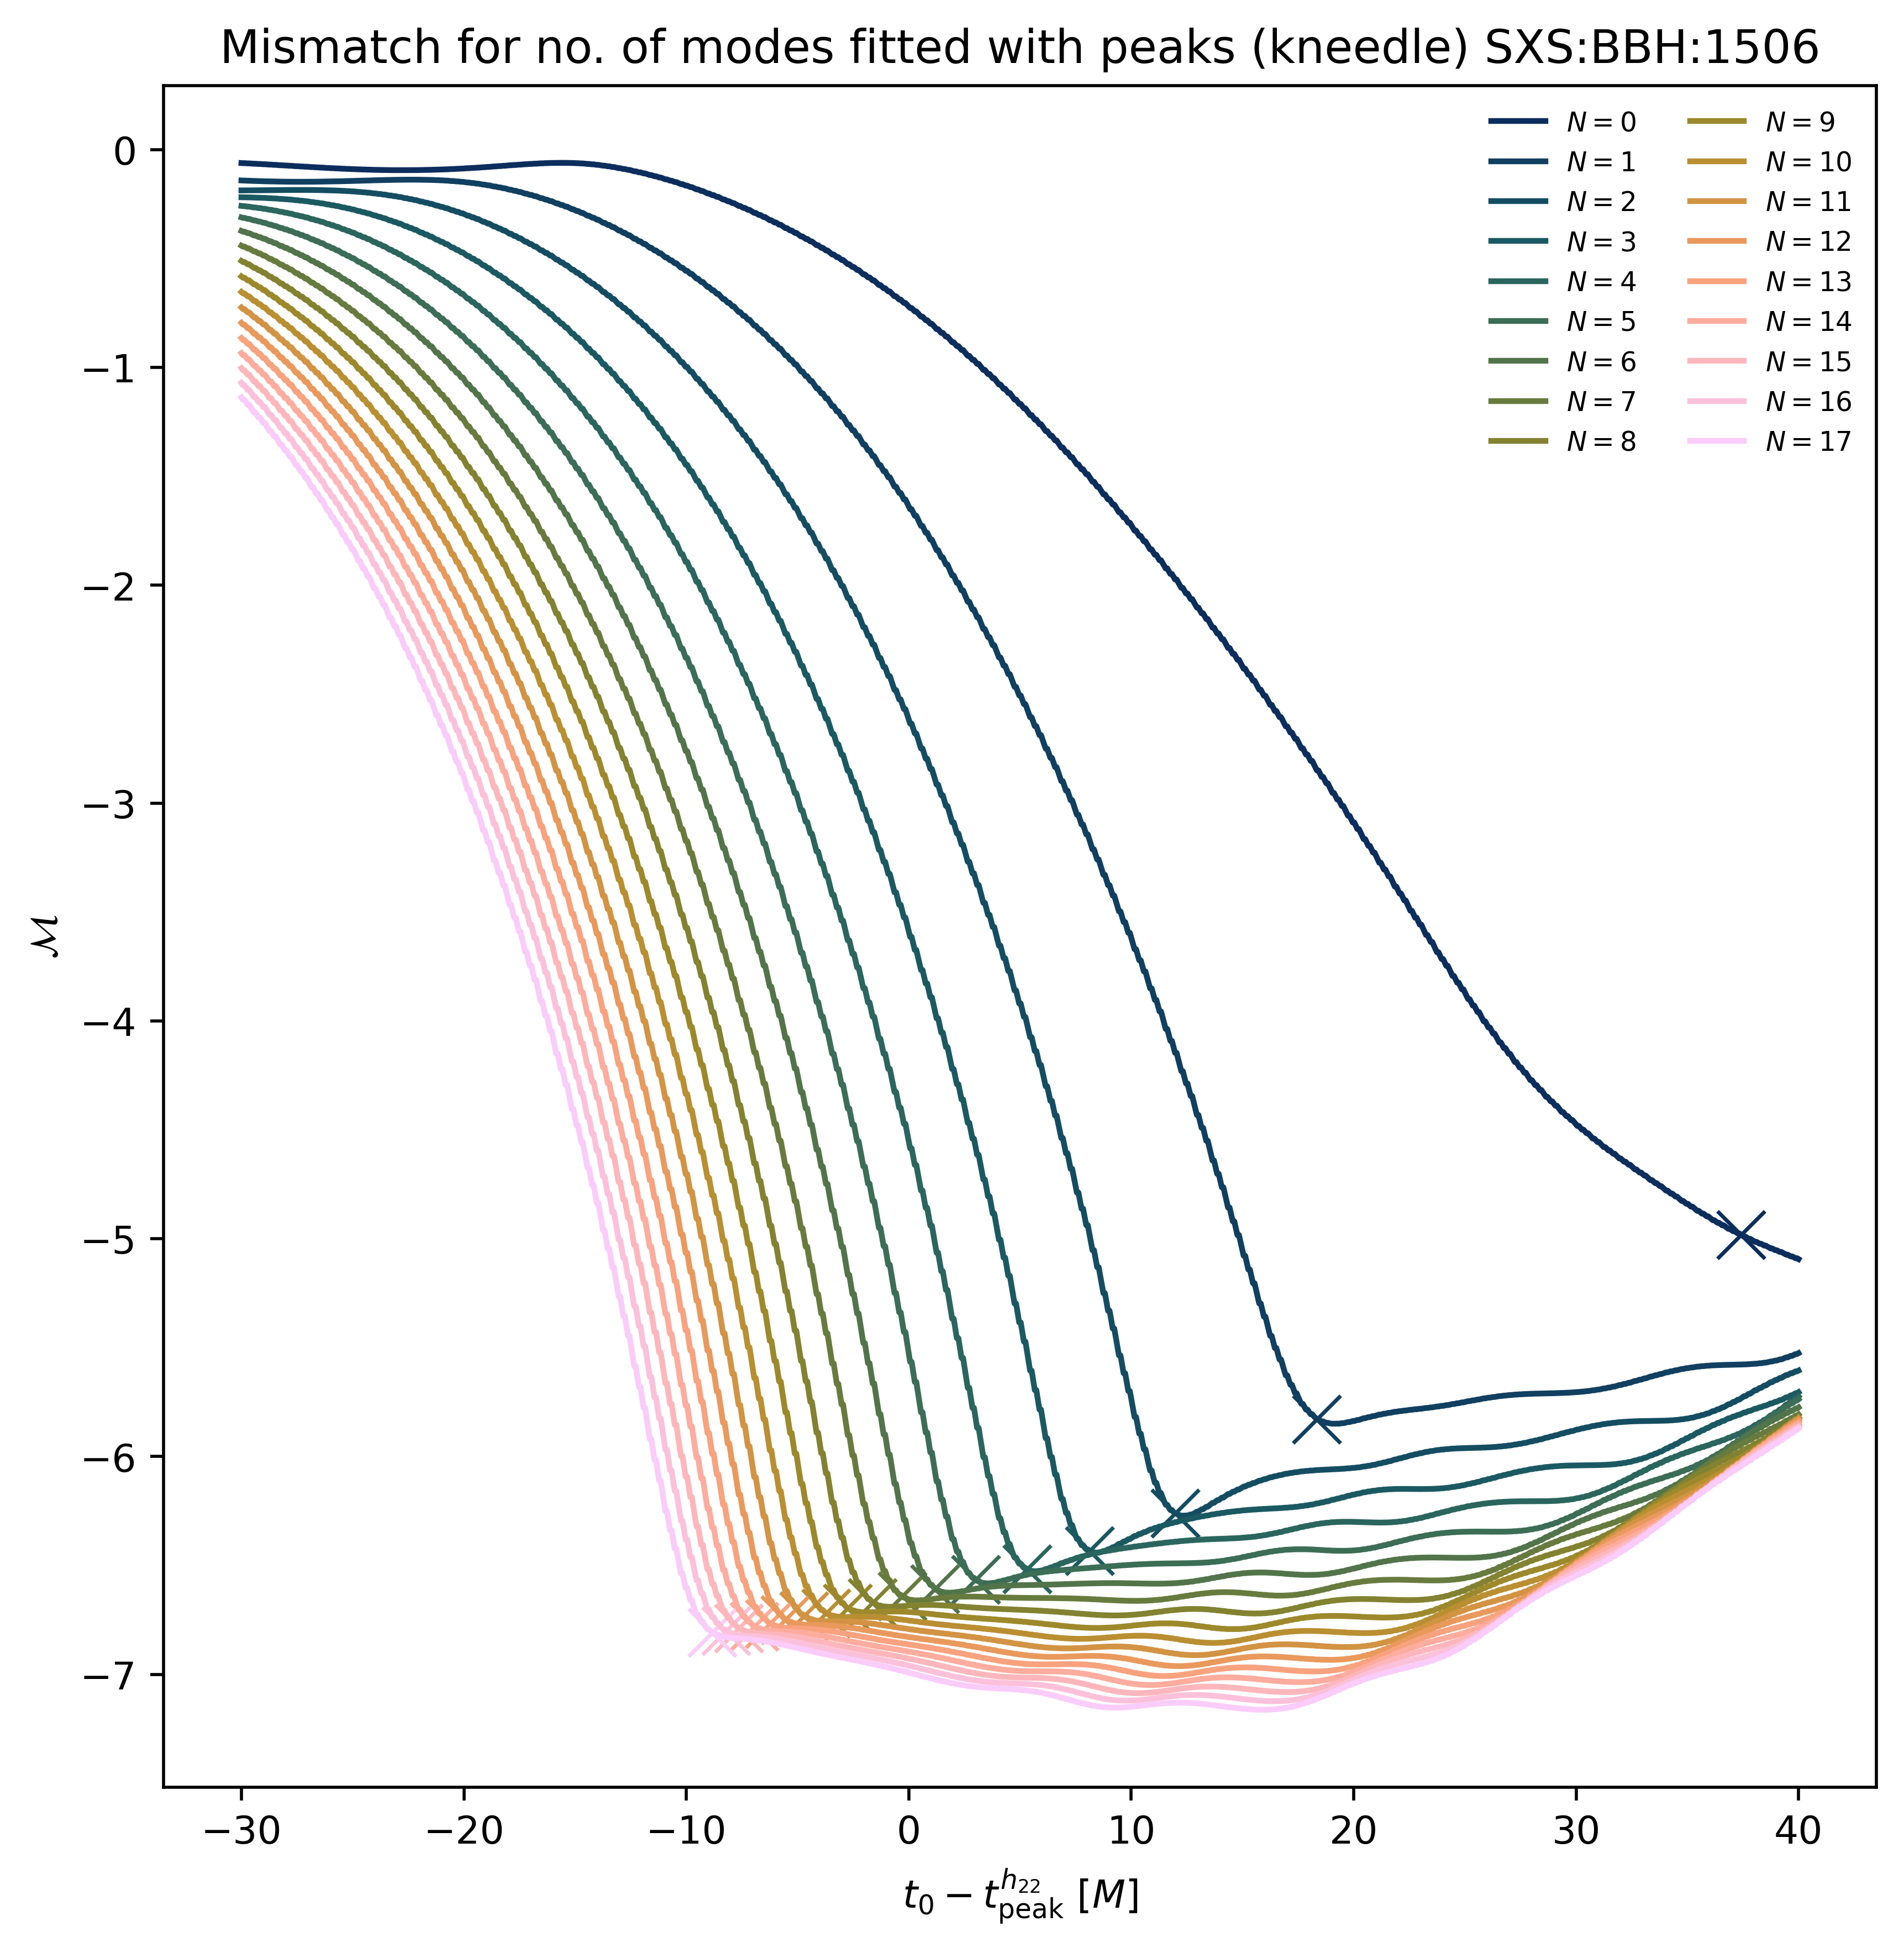 Mismatch for no. of modes fitted with peaks (kneedle) SXS:BBH:1506
N = 0
N = 1
N = 2
N = 3
N = 4
N = 5
N = 6
N = 7
N = 8
N = 9
N = 10
N = 11
N = 12
N = 13
N = 14
N = 15
N = 16
N = 17
ℳ
0
−1
−2
−3
−4
−5
−6
−7
−30
−20
−10
0
10
20
30
40
t₀ − t_peak^h₂₂ [M]